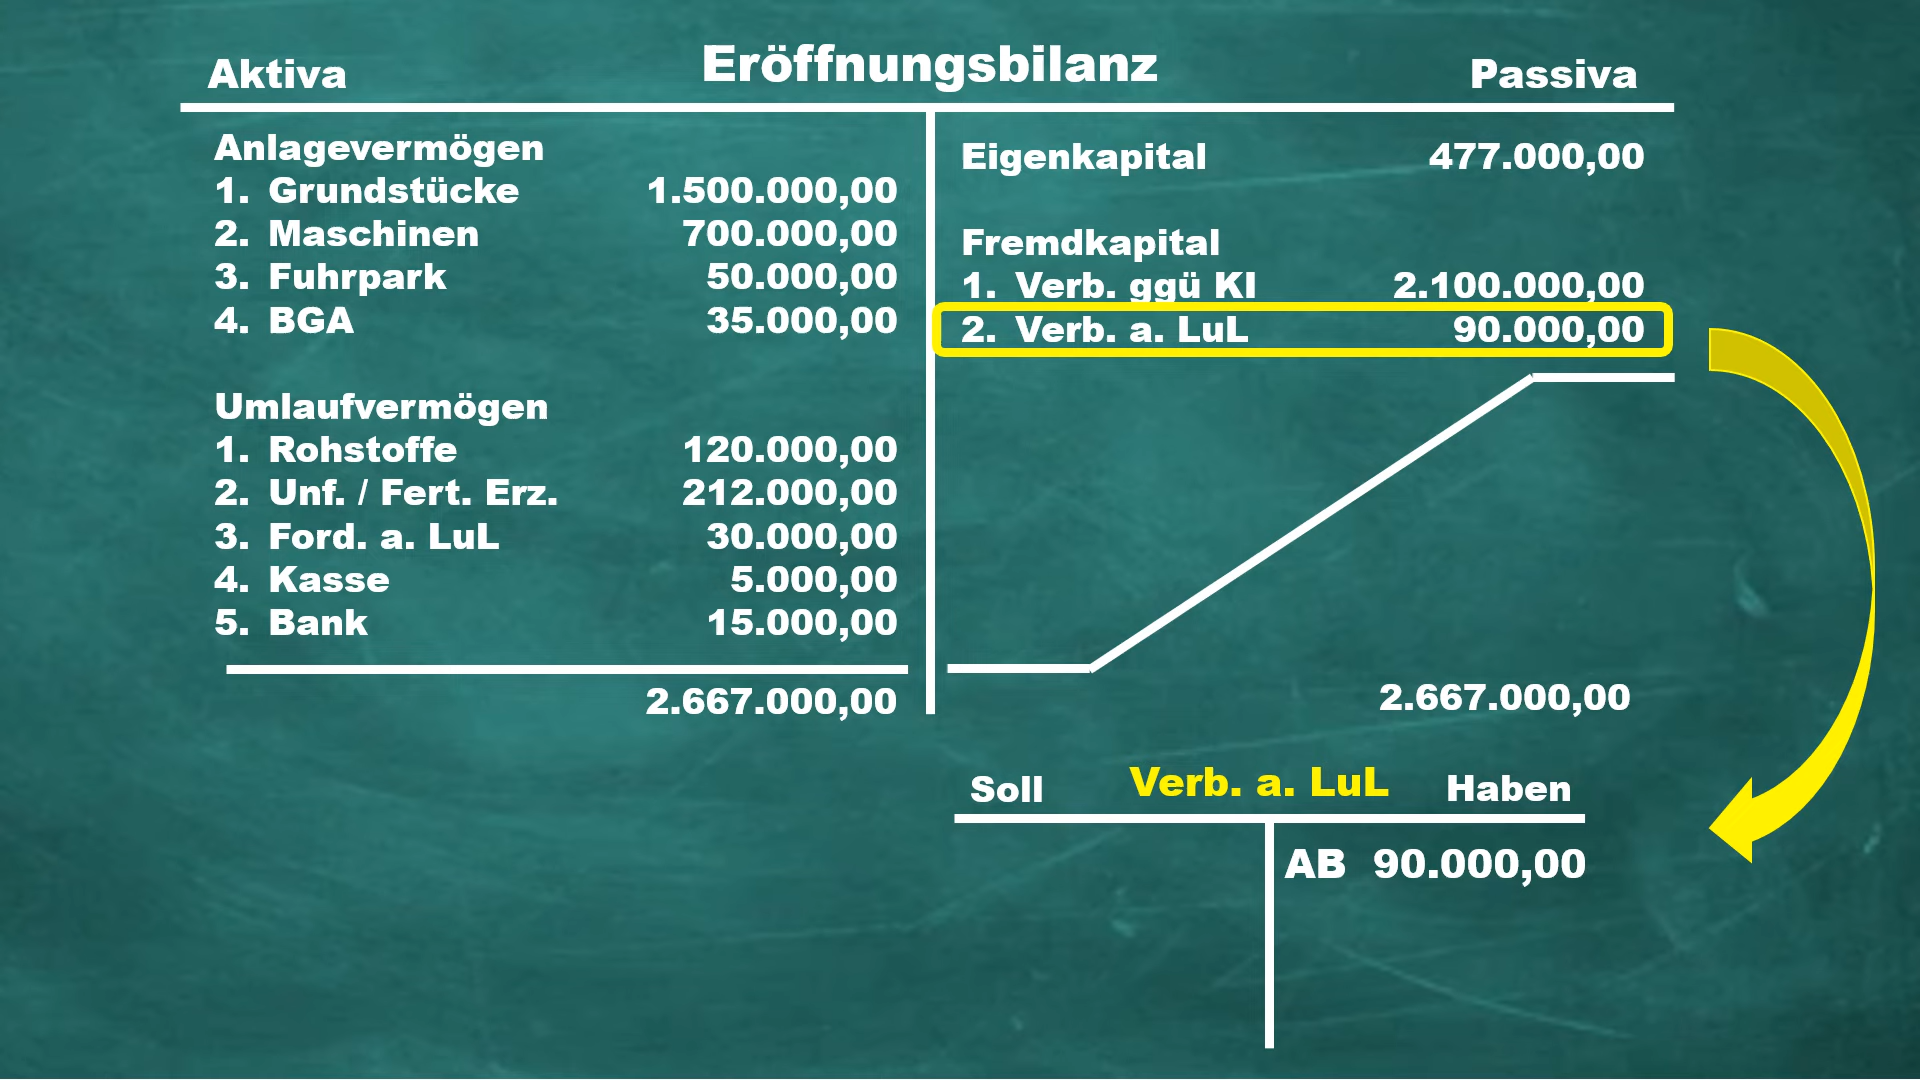 Aktiva Eröffnungsbilanz Passiva
Anlagevermögen
1. Grundstücke 1.500.000,00
2. Maschinen 700.000,00
3. Fuhrpark 50.000,00
4. BGA 35.000,00
Umlaufvermögen
1. Rohstoffe 120.000,00
2. Unf. / Fert. Erz. 212.000,00
3. Ford. a. LuL 30.000,00
4. Kasse 5.000,00
5. Bank 15.000,00
2.667.000,00
Eigenkapital 477.000,00
Fremdkapital
1. Verb. ggü KI 2.100.000,00
2. Verb. a. LuL 90.000,00
2.667.000,00
Soll Verb. a. LuL Haben
AB 90.000,00